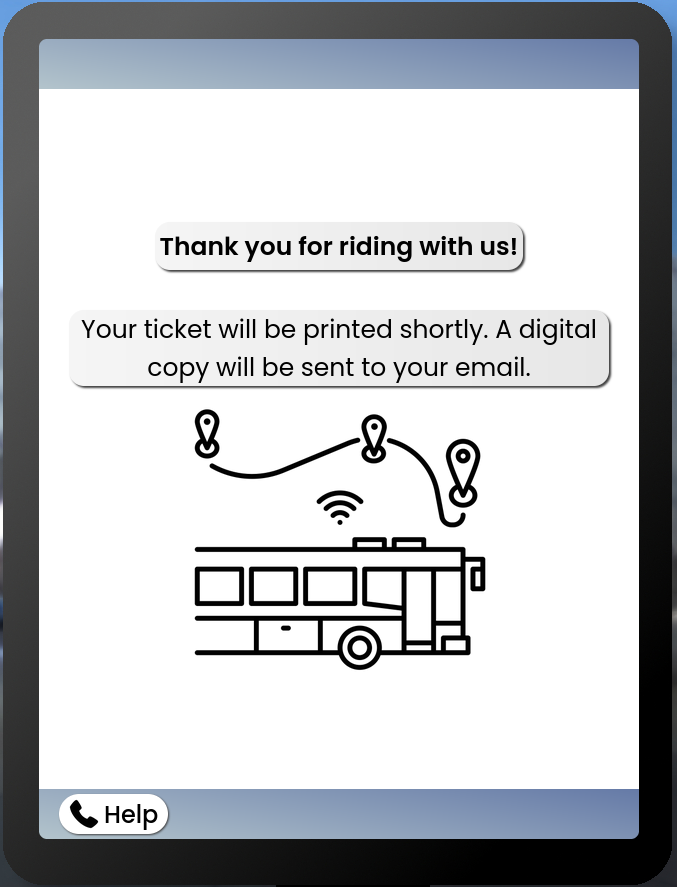 Thank you for riding with us!
Your ticket will be printed shortly. A digital
copy will be sent to your email.
Help